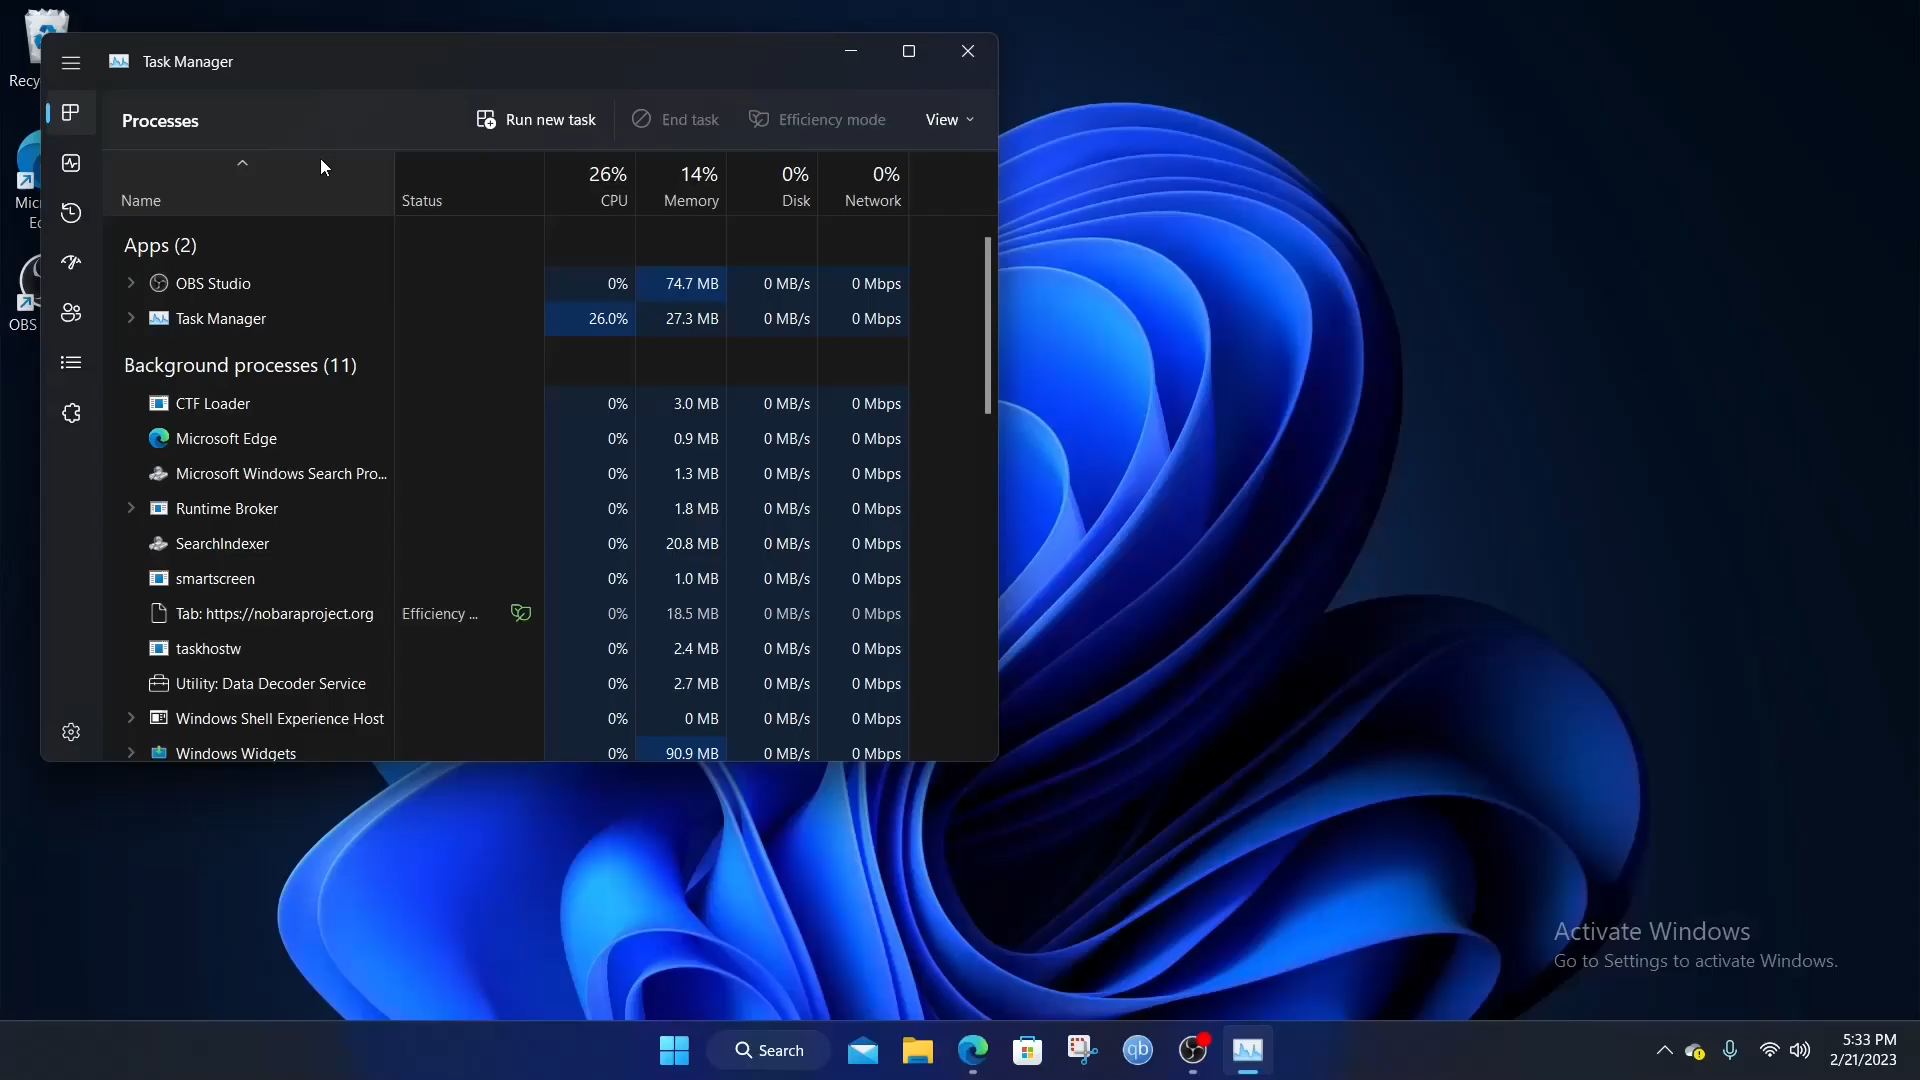 Recy
Task Manager
Processes
Run new task
End task
Efficiency mode
View
Name
Status
26%
CPU
14%
Memory
0%
Disk
0%
Network
Mic
Ec
OBS
Apps (2)
OBS Studio 0% 74.7 MB 0 MB/s 0 Mbps
Task Manager 26.0% 27.3 MB 0 MB/s 0 Mbps
Background processes (11)
CTF Loader 0% 3.0 MB 0 MB/s 0 Mbps
Microsoft Edge 0% 0.9 MB 0 MB/s 0 Mbps
Microsoft Windows Search Pro... 0% 1.3 MB 0 MB/s 0 Mbps
Runtime Broker 0% 1.8 MB 0 MB/s 0 Mbps
SearchIndexer 0% 20.8 MB 0 MB/s 0 Mbps
smartscreen 0% 1.0 MB 0 MB/s 0 Mbps
Tab: https://nobaraproject.org Efficiency ... 0% 18.5 MB 0 MB/s 0 Mbps
taskhostw 0% 2.4 MB 0 MB/s 0 Mbps
Utility: Data Decoder Service 0% 2.7 MB 0 MB/s 0 Mbps
Windows Shell Experience Host 0% 0 MB 0 MB/s 0 Mbps
Windows Widgets 0% 90.9 MB 0 MB/s 0 Mbps
Activate Windows
Go to Settings to activate Windows.
Search
qb
5:33 PM
2/21/2023